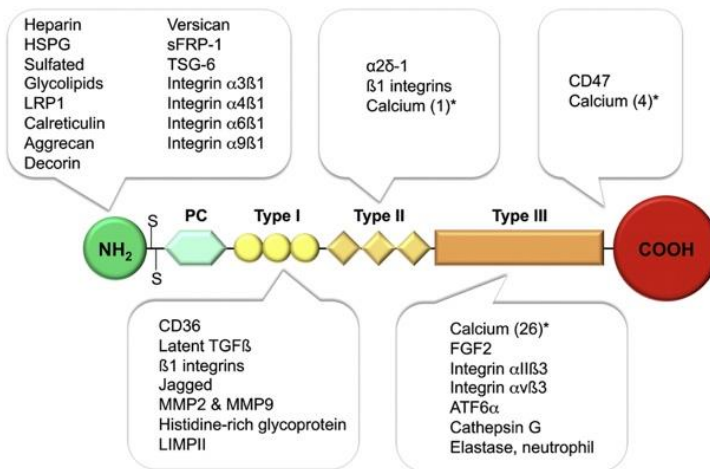 Heparin
HSPG
Sulfated
Glycolipids
LRP1
Calreticulin
Aggrecan
Decorin
Versican
sFRP-1
TSG-6
Integrin α3ß1
Integrin α4ß1
Integrin α6ß1
Integrin α9ß1
α2δ-1
ß1 integrins
Calcium (1)*
CD47
Calcium (4)*
NH2
S
S
PC
Type I
Type II
Type III
COOH
CD36
Latent TGFß
ß1 integrins
Jagged
MMP2 & MMP9
Histidine-rich glycoprotein
LIMPII
Calcium (26)*
FGF2
Integrin αIIß3
Integrin αvß3
ATF6α
Cathepsin G
Elastase, neutrophil